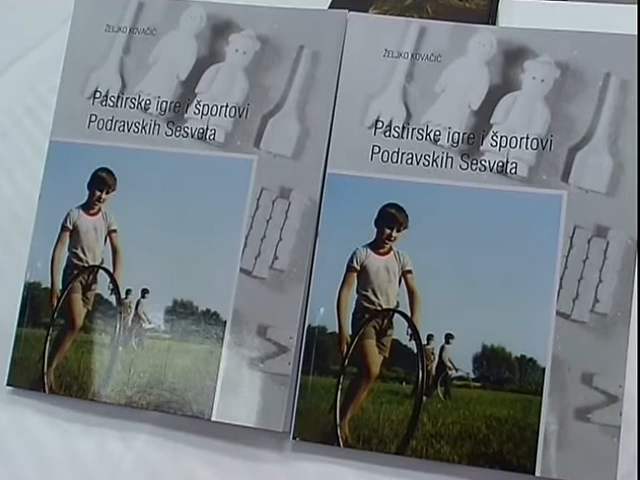 ŽELJKO KOVAČIĆ
Pastirske igre i športovi
Podravskih Sesveta
ŽELJKO KOVAČIĆ
Pastirske igre i športovi
Podravskih Sesveta